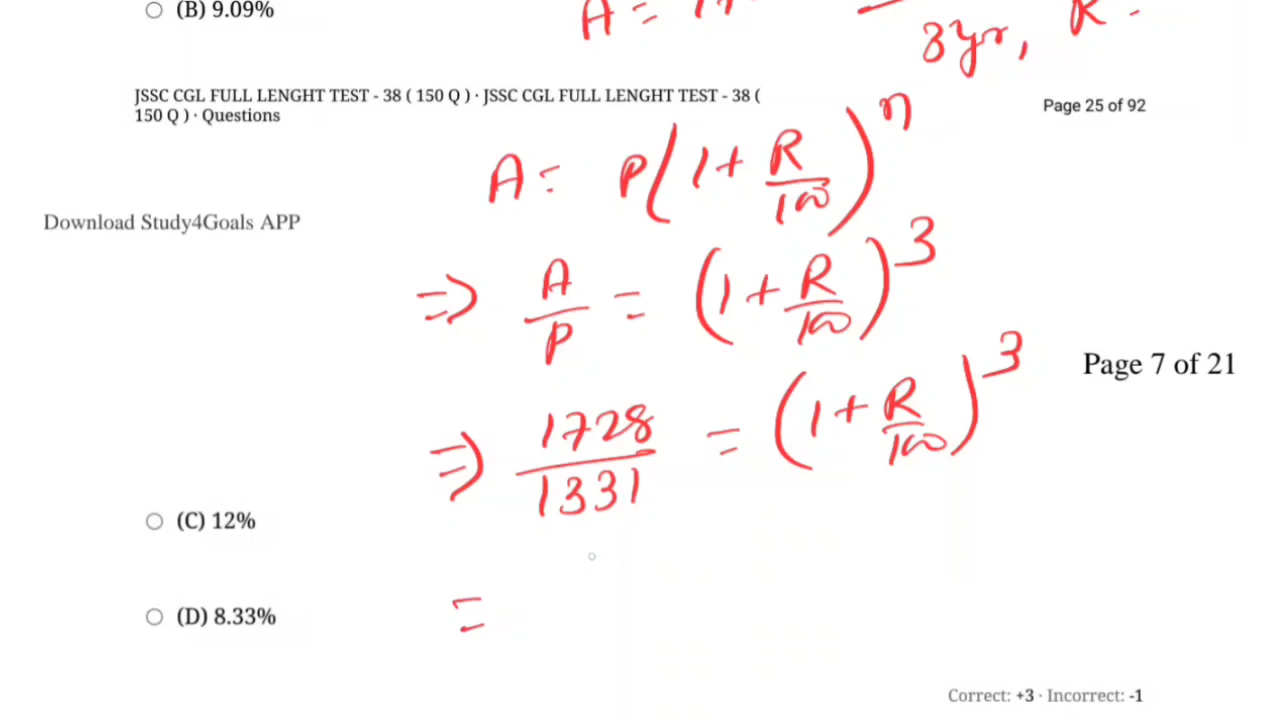 (B) 9.09%
A = 17
3yr, R =
JSSC CGL FULL LENGHT TEST - 38 ( 150 Q ) · JSSC CGL FULL LENGHT TEST - 38 (
150 Q ) · Questions
Page 25 of 92
A = P(1 + R/100)^n
Download Study4Goals APP
⇒ A/P = (1 + R/100)^3
Page 7 of 21
⇒ 1728/1331 = (1 + R/100)^3
(C) 12%
=
(D) 8.33%
Correct: +3 · Incorrect: -1